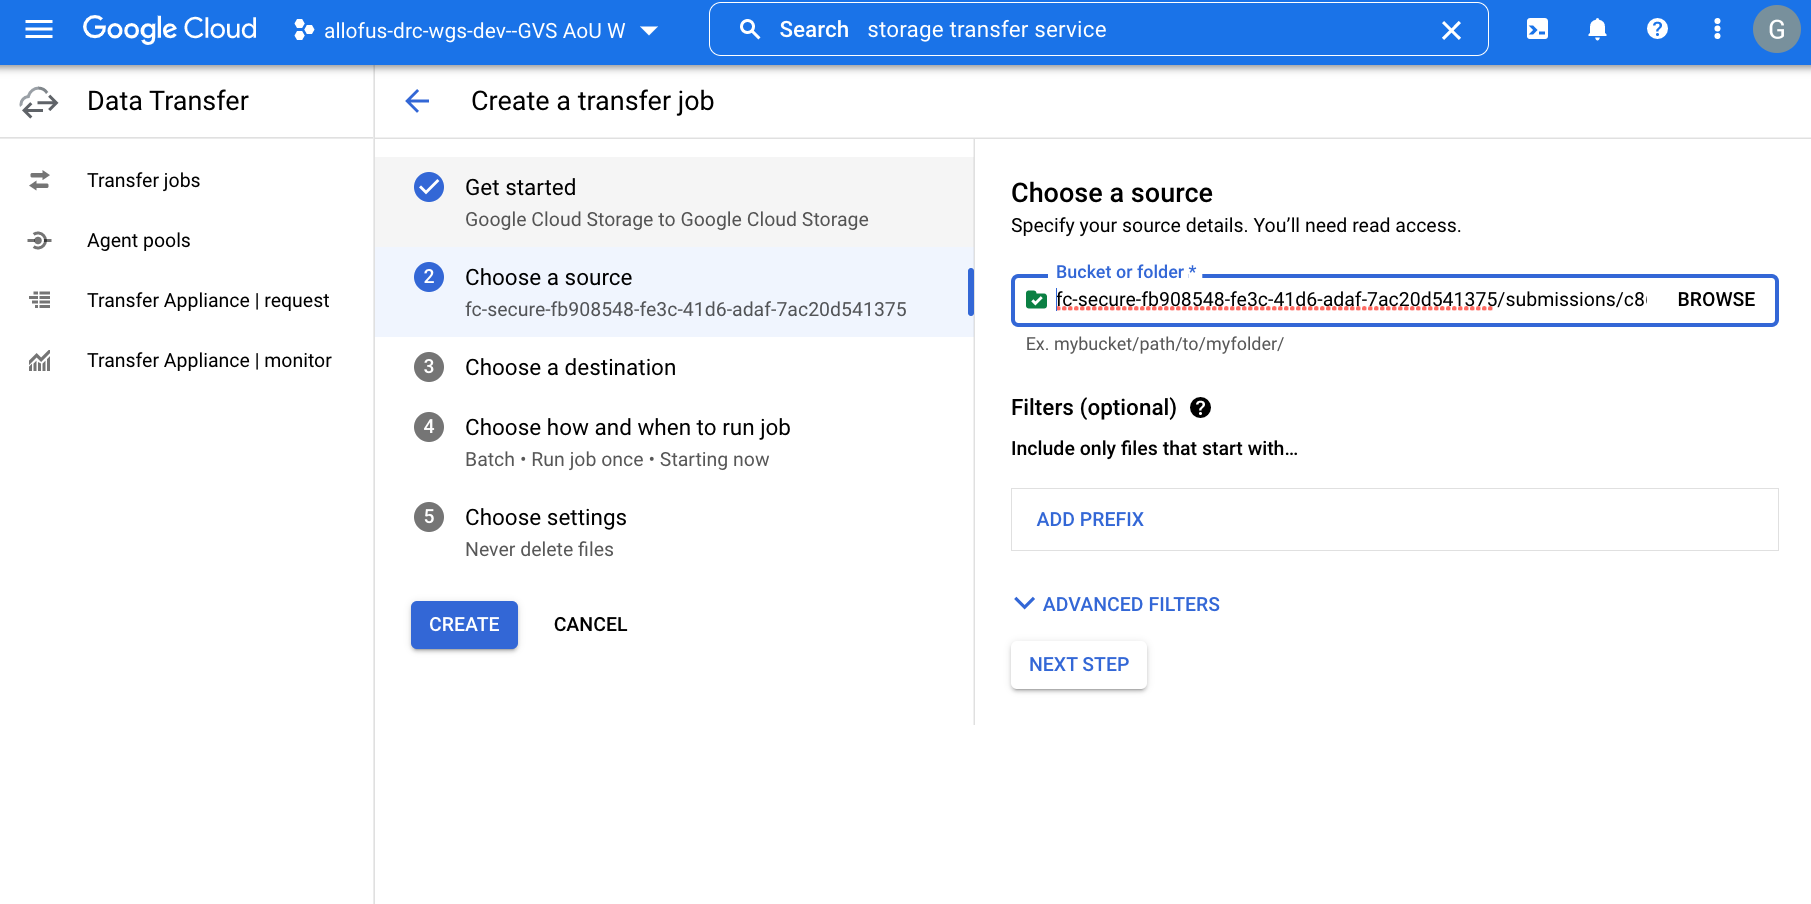 Google Cloud
allofus-drc-wgs-dev--GVS AoU W
Search storage transfer service
G
Data Transfer
Transfer jobs
Agent pools
Transfer Appliance | request
Transfer Appliance | monitor
Create a transfer job
Get started
Google Cloud Storage to Google Cloud Storage
2 Choose a source
fc-secure-fb908548-fe3c-41d6-adaf-7ac20d541375
3 Choose a destination
4 Choose how and when to run job
Batch • Run job once • Starting now
5 Choose settings
Never delete files
CREATE CANCEL
Choose a source
Specify your source details. You’ll need read access.
Bucket or folder *
fc-secure-fb908548-fe3c-41d6-adaf-7ac20d541375/submissions/c8 BROWSE
Ex. mybucket/path/to/myfolder/
Filters (optional) ?
Include only files that start with…
ADD PREFIX
ADVANCED FILTERS
NEXT STEP